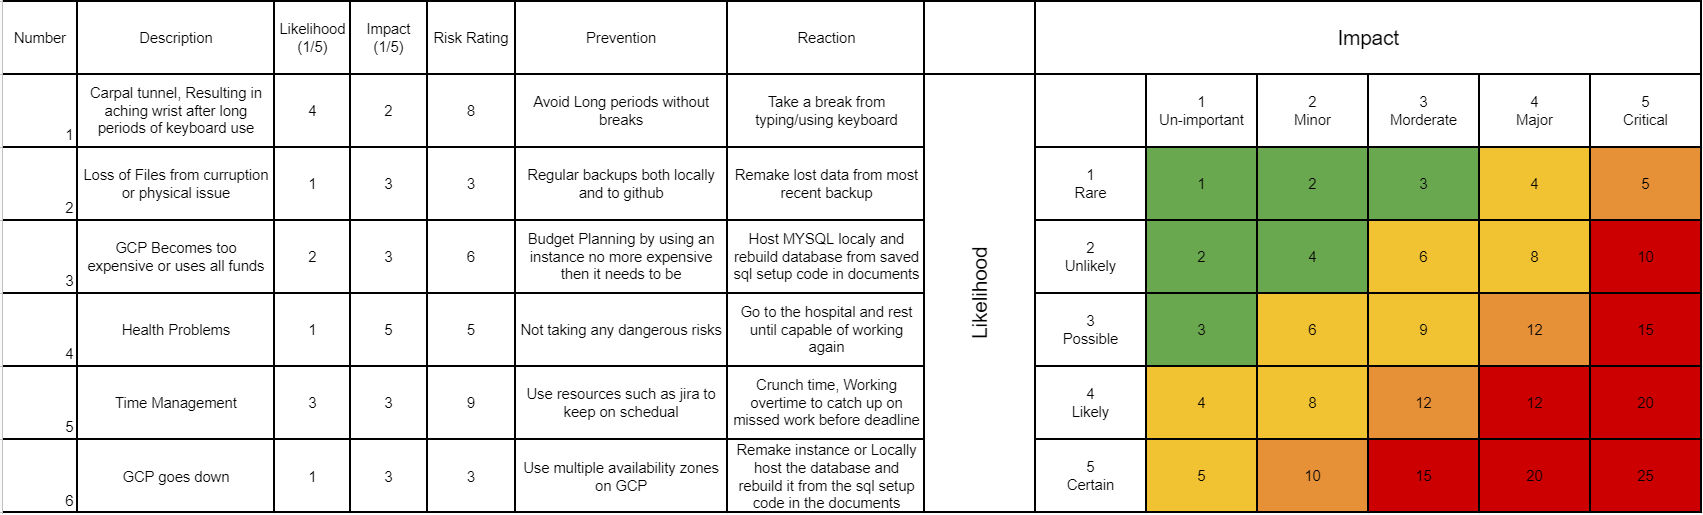 Number
Description
Likelihood
(1/5)
Impact
(1/5)
Risk Rating
Prevention
Reaction
1
Carpal tunnel, Resulting in
aching wrist after long
periods of keyboard use
4
2
8
Avoid Long periods without
breaks
Take a break from
typing/using keyboard
2
Loss of Files from curruption
or physical issue
1
3
3
Regular backups both locally
and to github
Remake lost data from most
recent backup
3
GCP Becomes too
expensive or uses all funds
2
3
6
Budget Planning by using an
instance no more expensive
then it needs to be
Host MYSQL localy and
rebuild database from saved
sql setup code in documents
4
Health Problems
1
5
5
Not taking any dangerous risks
Go to the hospital and rest
until capable of working
again
5
Time Management
3
3
9
Use resources such as jira to
keep on schedual
Crunch time, Working
overtime to catch up on
missed work before deadline
6
GCP goes down
1
3
3
Use multiple availability zones
on GCP
Remake instance or Locally
host the database and
rebuild it from the sql setup
code in the documents
Impact
Likelihood
1
Un-important
2
Minor
3
Morderate
4
Major
5
Critical
1
Rare
1
2
3
4
5
2
Unlikely
2
4
6
8
10
3
Possible
3
6
9
12
15
4
Likely
4
8
12
12
20
5
Certain
5
10
15
20
25